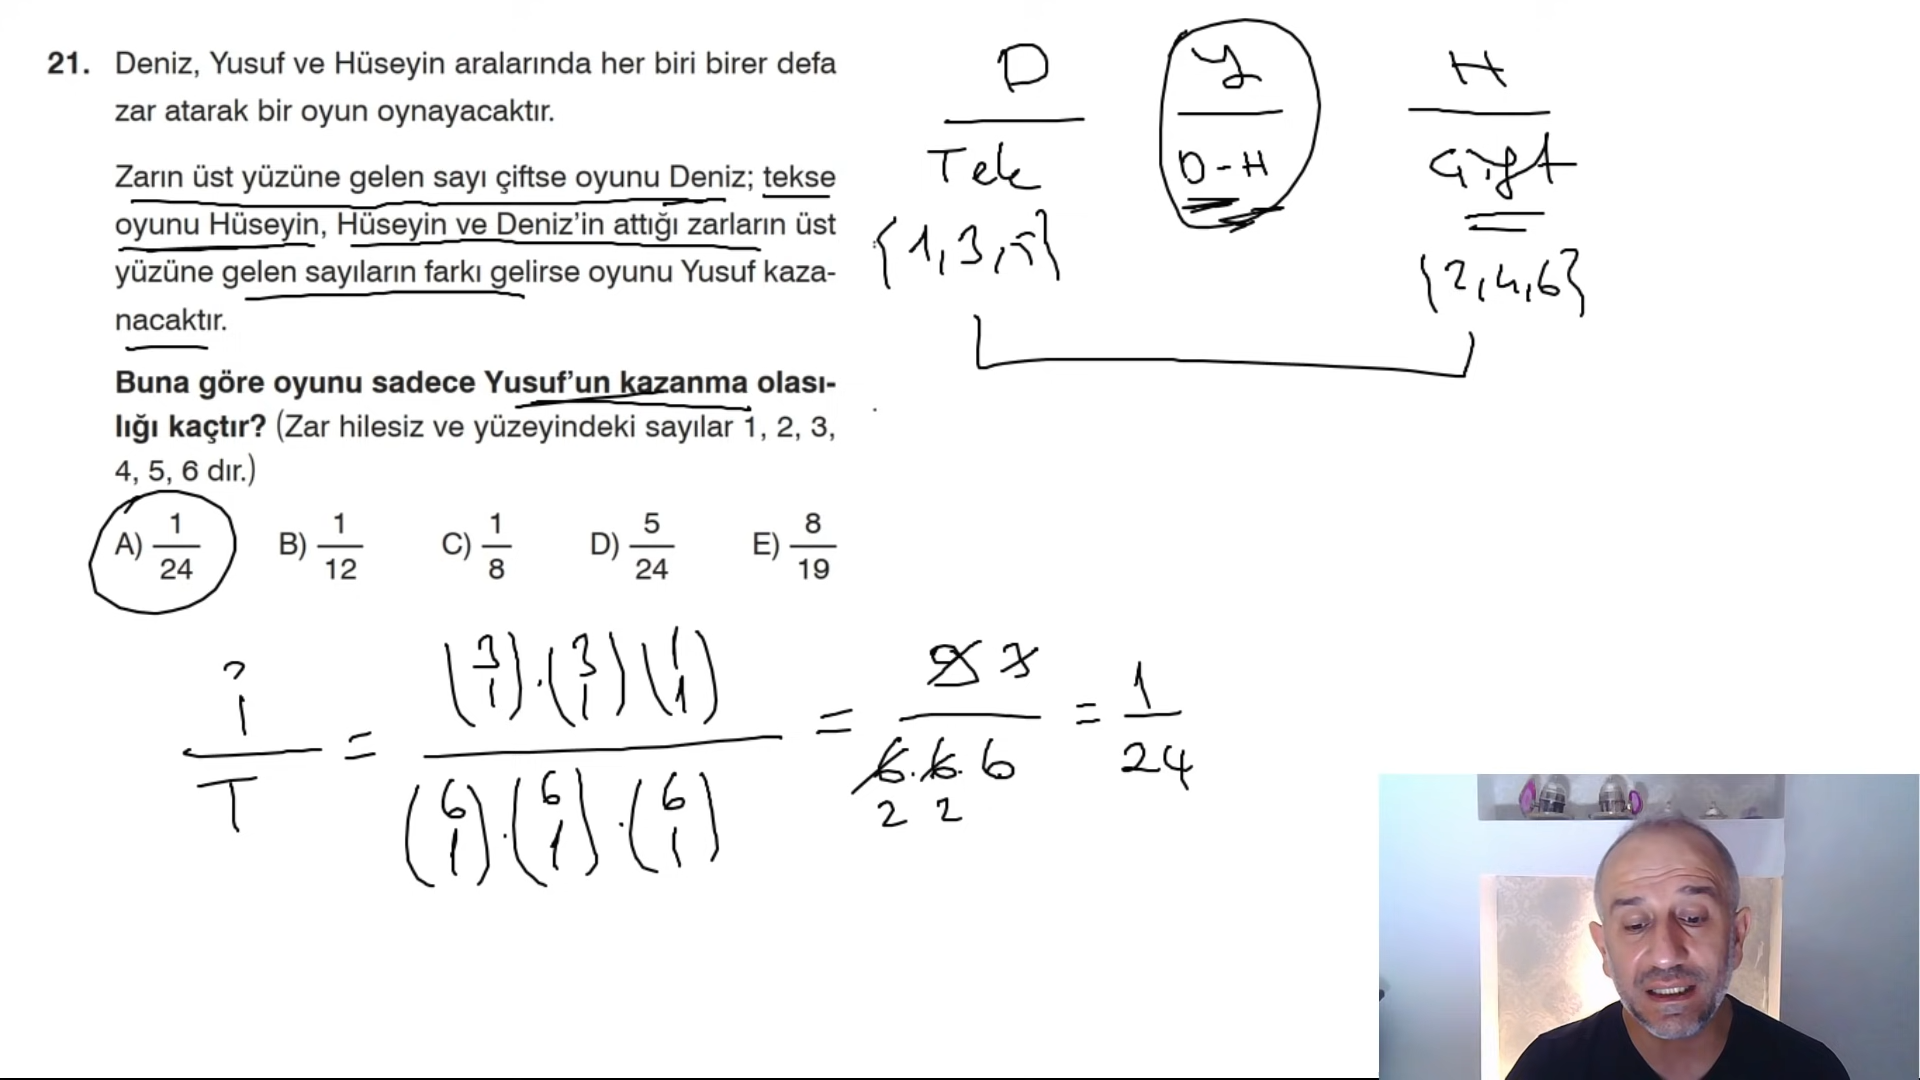 21. Deniz, Yusuf ve Hüseyin aralarında her biri birer defa
zar atarak bir oyun oynayacaktır.
Zarın üst yüzüne gelen sayı çiftse oyunu Deniz; tekse
oyunu Hüseyin, Hüseyin ve Deniz'in attığı zarların üst
yüzüne gelen sayıların farkı gelirse oyunu Yusuf kaza-
nacaktır.
Buna göre oyunu sadece Yusuf'un kazanma olası-
lığı kaçtır? (Zar hilesiz ve yüzeyindeki sayılar 1, 2, 3,
4, 5, 6 dır.)
A) 1/24 B) 1/12 C) 1/8 D) 5/24 E) 8/19
D Y H
Tek D-H Çift
{1,3,5} {2,4,6}
?
i/T = (3 1).(3 1)(1 1) / (6 1).(6 1).(6 1) = / 6.6.6 = 1/24
2 2